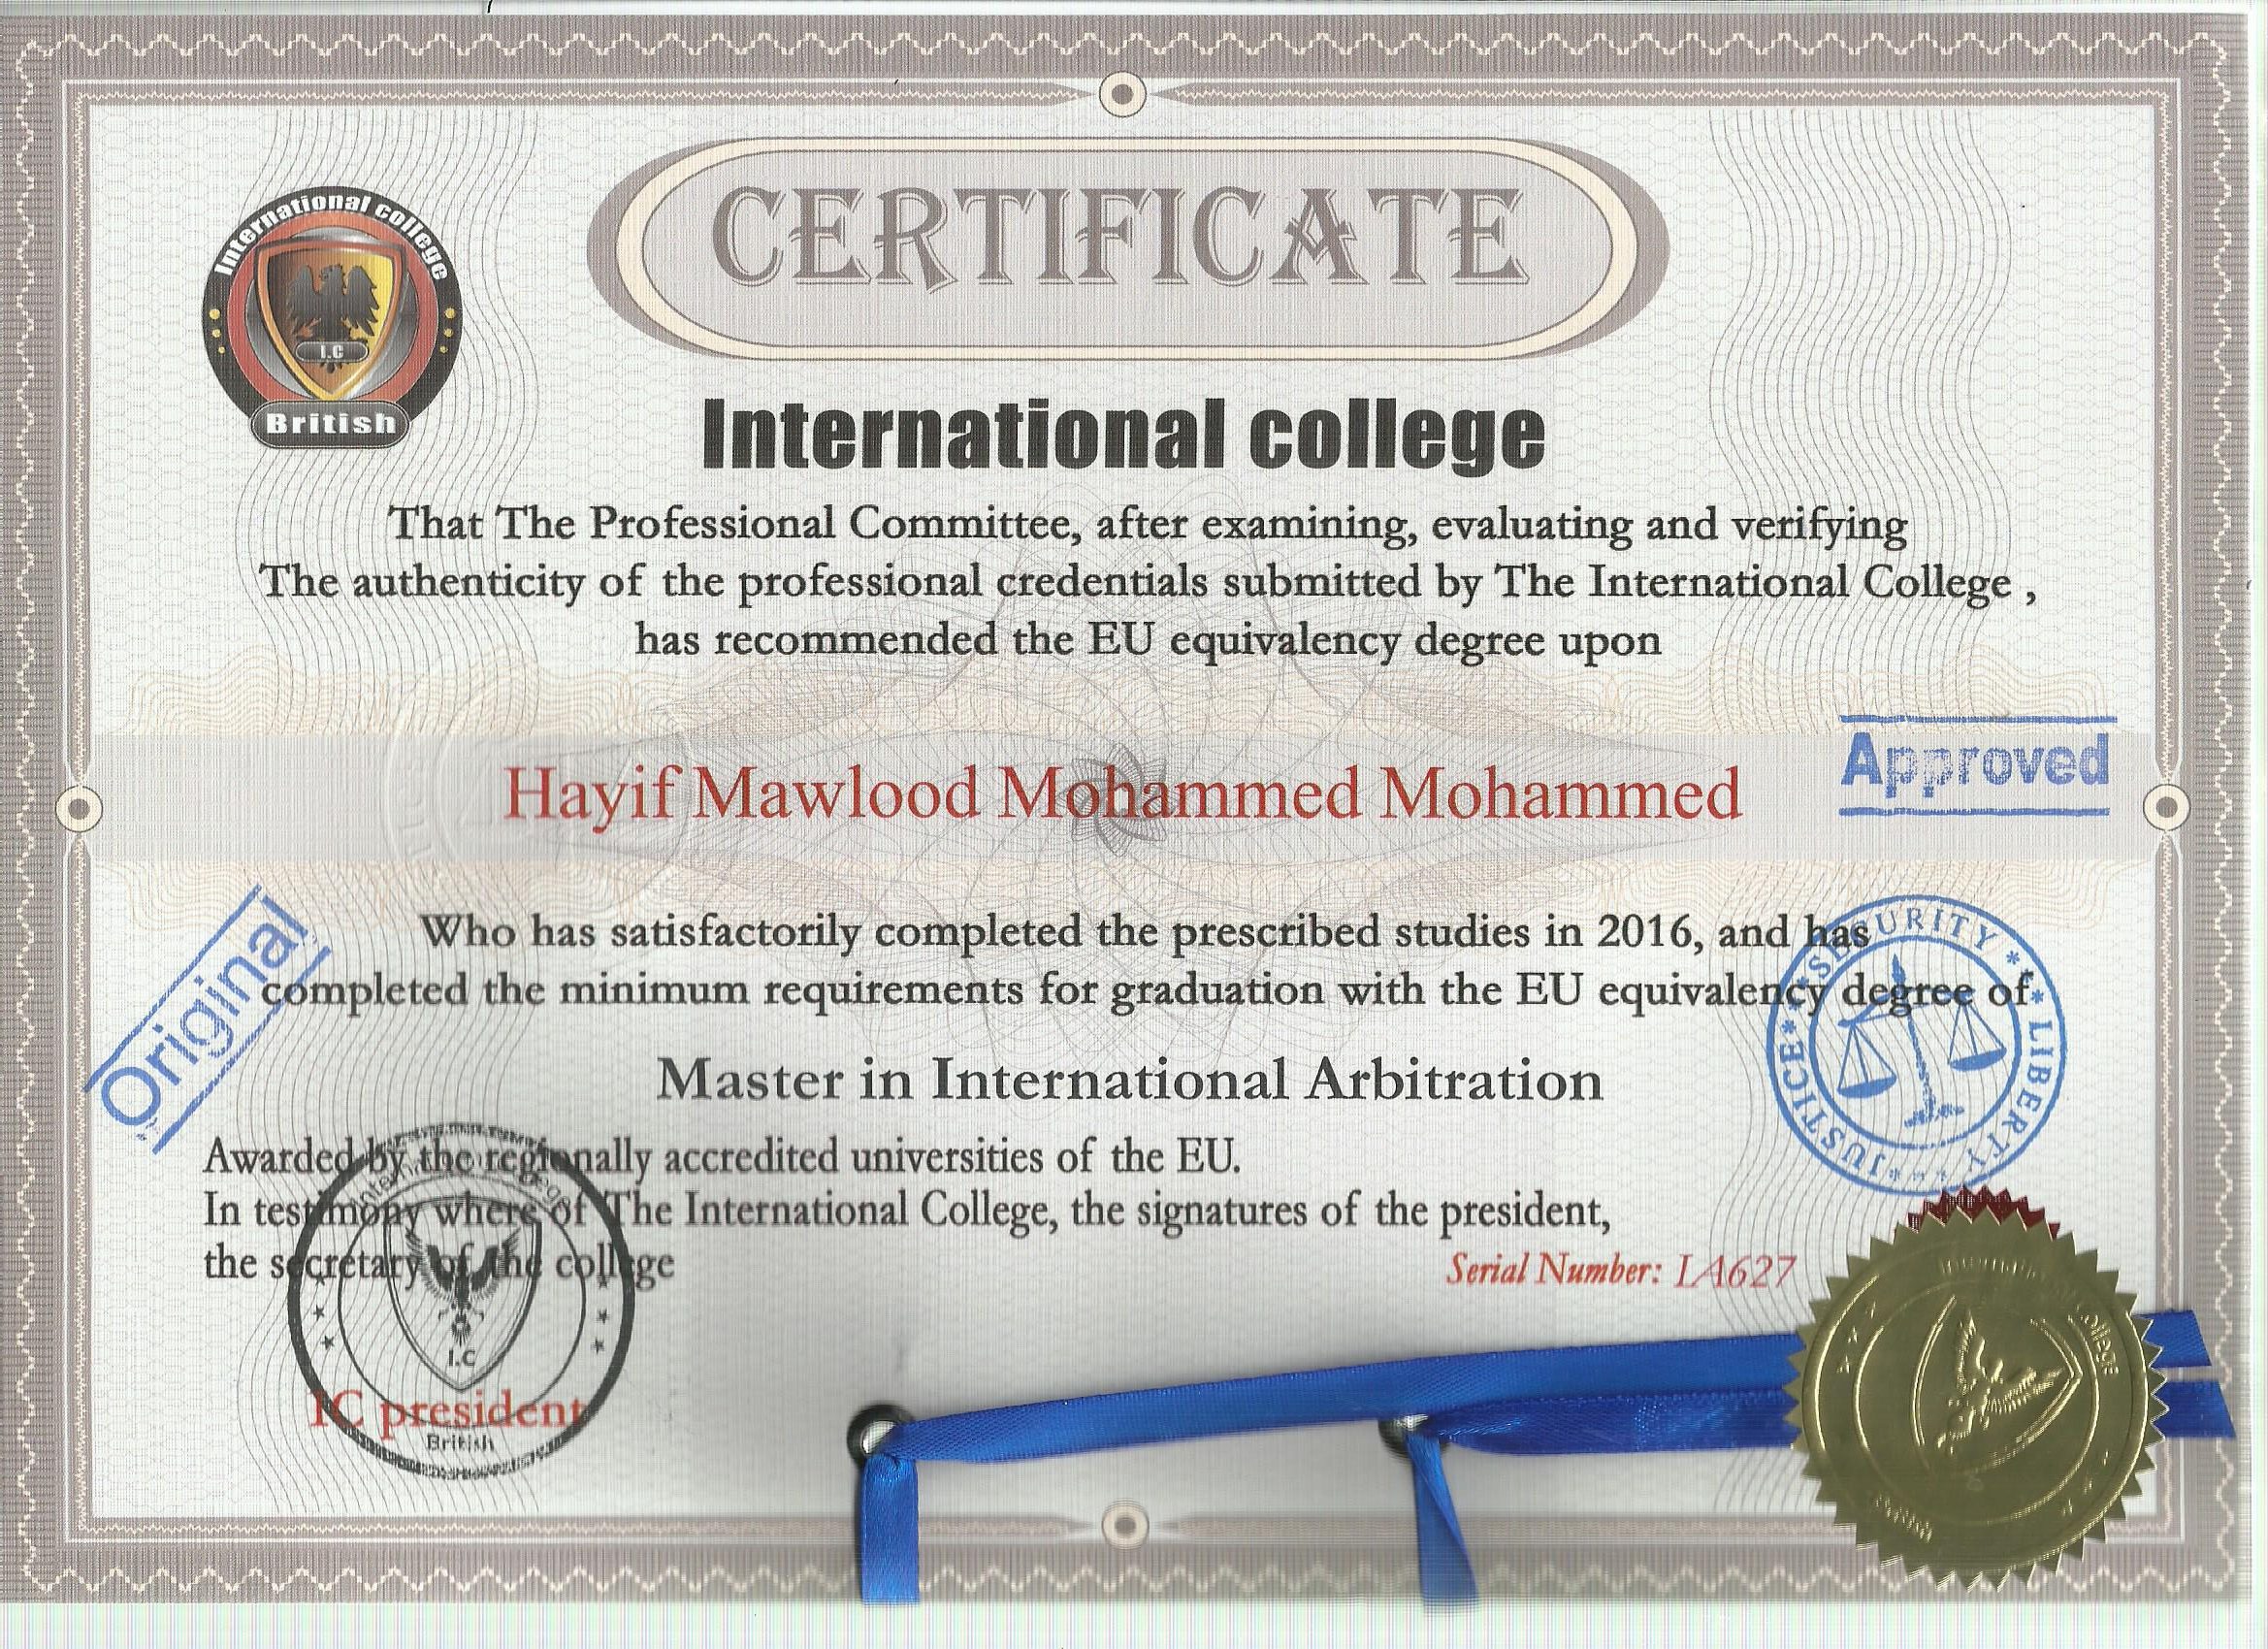 CERTIFICATE
International college
I.C
British
International college
That The Professional Committee, after examining, evaluating and verifying
The authenticity of the professional credentials submitted by The International College ,
has recommended the EU equivalency degree upon
Approved
Hayif Mawlood Mohammed Mohammed
Original
Who has satisfactorily completed the prescribed studies in 2016, and has
completed the minimum requirements for graduation with the EU equivalency degree of
*SECURITY ** LIBERTY ** JUSTICE*
Master in International Arbitration
Awarded by the regionally accredited universities of the EU.
In testimony where of The International College, the signatures of the president,
the secretary of the college
Serial Number: IA627
I.C
IC president
British
International College